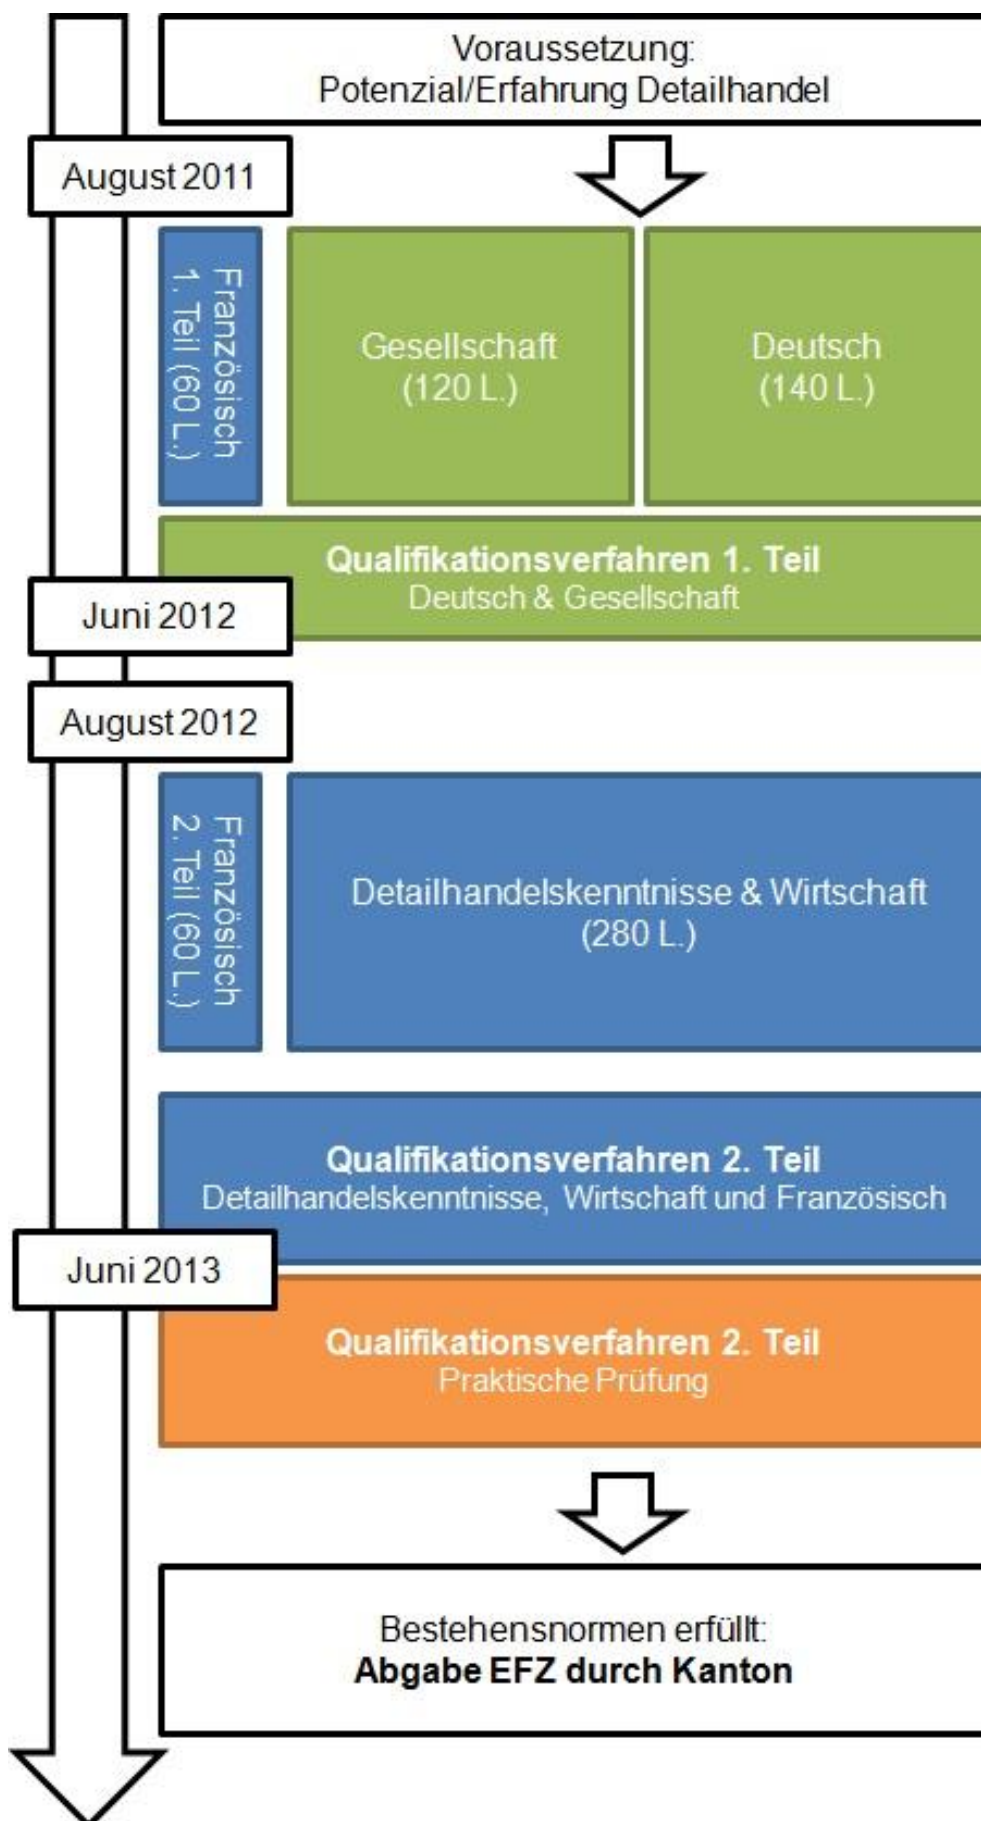 Voraussetzung:
Potenzial/Erfahrung Detailhandel
August 2011
Französisch
1. Teil (60 L.)
Gesellschaft
(120 L.)
Deutsch
(140 L.)
Qualifikationsverfahren 1. Teil
Deutsch & Gesellschaft
Juni 2012
August 2012
Französisch
2. Teil (60 L.)
Detailhandelskenntnisse & Wirtschaft
(280 L.)
Qualifikationsverfahren 2. Teil
Detailhandelskenntnisse, Wirtschaft und Französisch
Juni 2013
Qualifikationsverfahren 2. Teil
Praktische Prüfung
Bestehensnormen erfüllt:
Abgabe EFZ durch Kanton